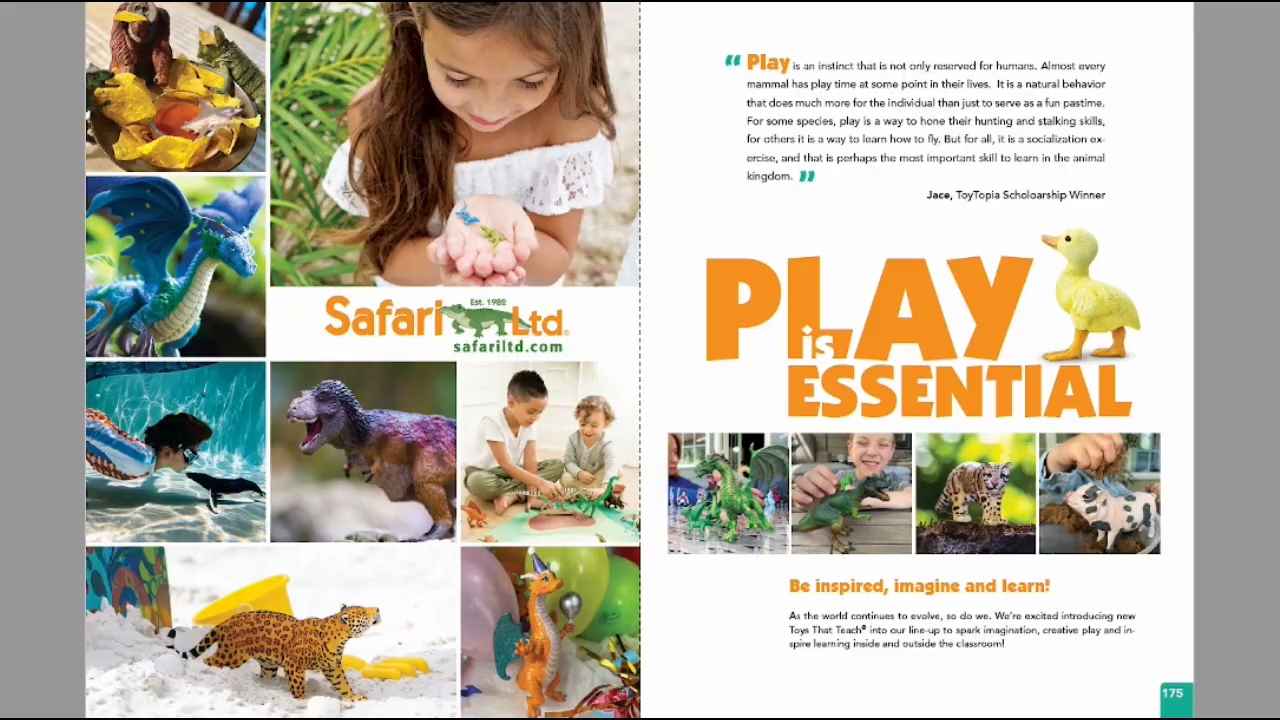 Est. 1982
Safari Ltd®
safariltd.com
“ Play is an instinct that is not only reserved for humans. Almost every
mammal has play time at some point in their lives. It is a natural behavior
that does much more for the individual than just to serve as a fun pastime.
For some species, play is a way to hone their hunting and stalking skills,
for others it is a way to learn how to fly. But for all, it is a socialization ex-
ercise, and that is perhaps the most important skill to learn in the animal
kingdom. ”
Jace, ToyTopia Scholoarship Winner
PLAY
is
ESSENTIAL
Be inspired, imagine and learn!
As the world continues to evolve, so do we. We're excited introducing new
Toys That Teach® into our line-up to spark imagination, creative play and in-
spire learning inside and outside the classroom!
175